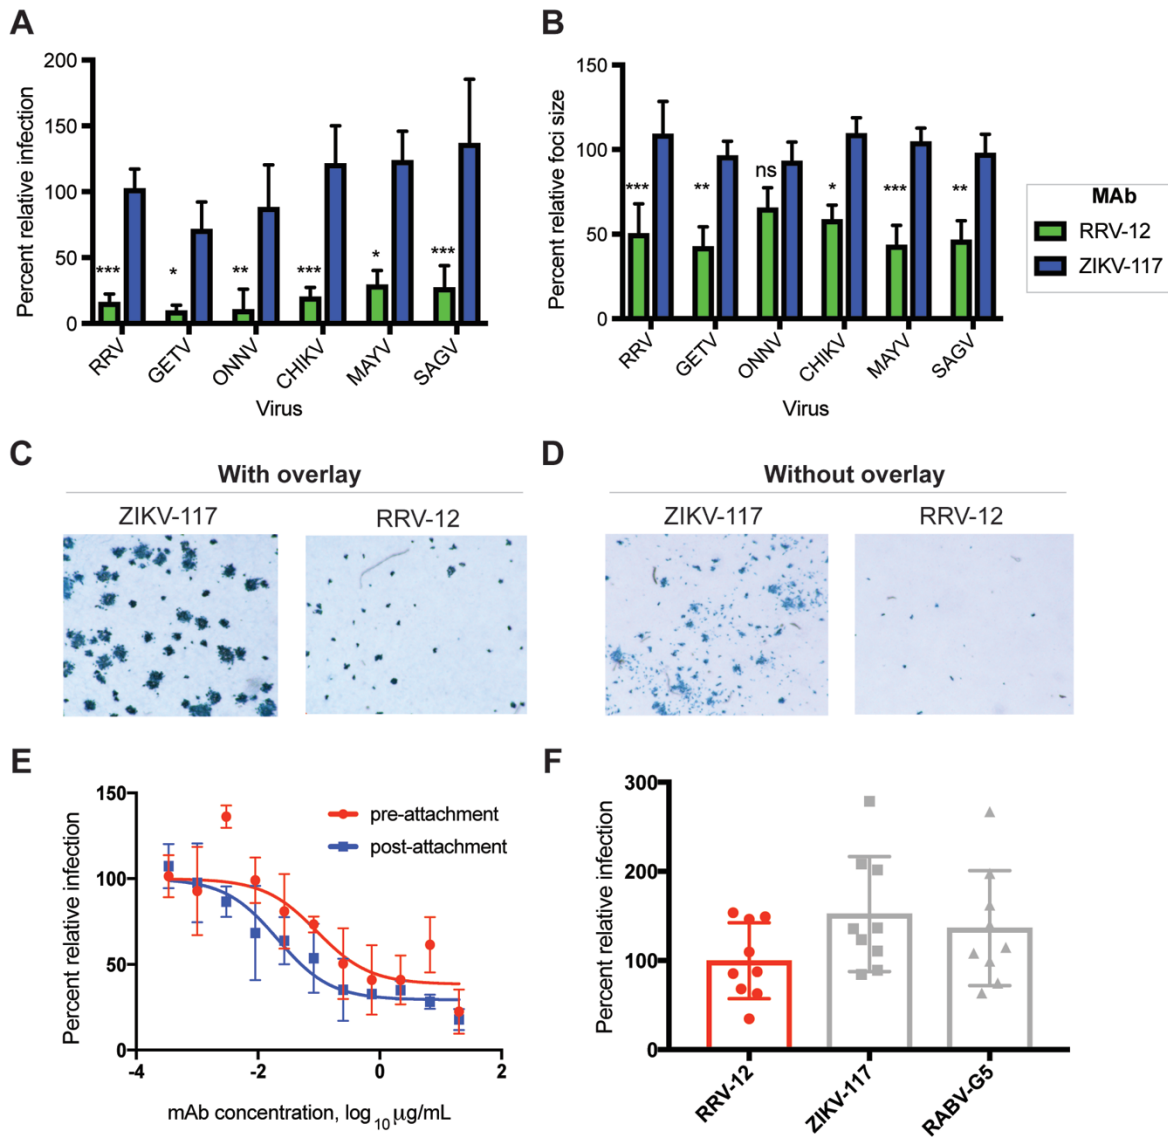 A
Percent relative infection
200
150
100
50
0
***
*
**
***
*
***
RRV
GETV
ONNV
CHIKV
MAYV
SAGV
Virus
B
Percent relative foci size
150
100
50
0
***
**
ns
*
***
**
RRV
GETV
ONNV
CHIKV
MAYV
SAGV
Virus
MAb
RRV-12
ZIKV-117
C
With overlay
ZIKV-117
RRV-12
D
Without overlay
ZIKV-117
RRV-12
E
Percent relative infection
150
100
50
0
pre-attachment
post-attachment
-4
-2
0
2
mAb concentration, log10 μg/mL
F
Percent relative infection
300
200
100
0
RRV-12
ZIKV-117
RABV-G5